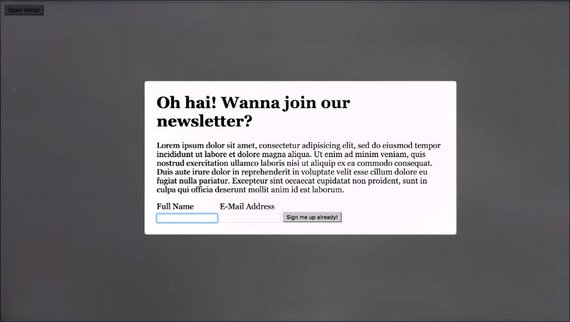 Open Modal
Oh hai! Wanna join our
newsletter?
Lorem ipsum dolor sit amet, consectetur adipisicing elit, sed do eiusmod tempor
incididunt ut labore et dolore magna aliqua. Ut enim ad minim veniam, quis
nostrud exercitation ullamco laboris nisi ut aliquip ex ea commodo consequat.
Duis aute irure dolor in reprehenderit in voluptate velit esse cillum dolore eu
fugiat nulla pariatur. Excepteur sint occaecat cupidatat non proident, sunt in
culpa qui officia deserunt mollit anim id est laborum.
Full Name E-Mail Address
Sign me up already!